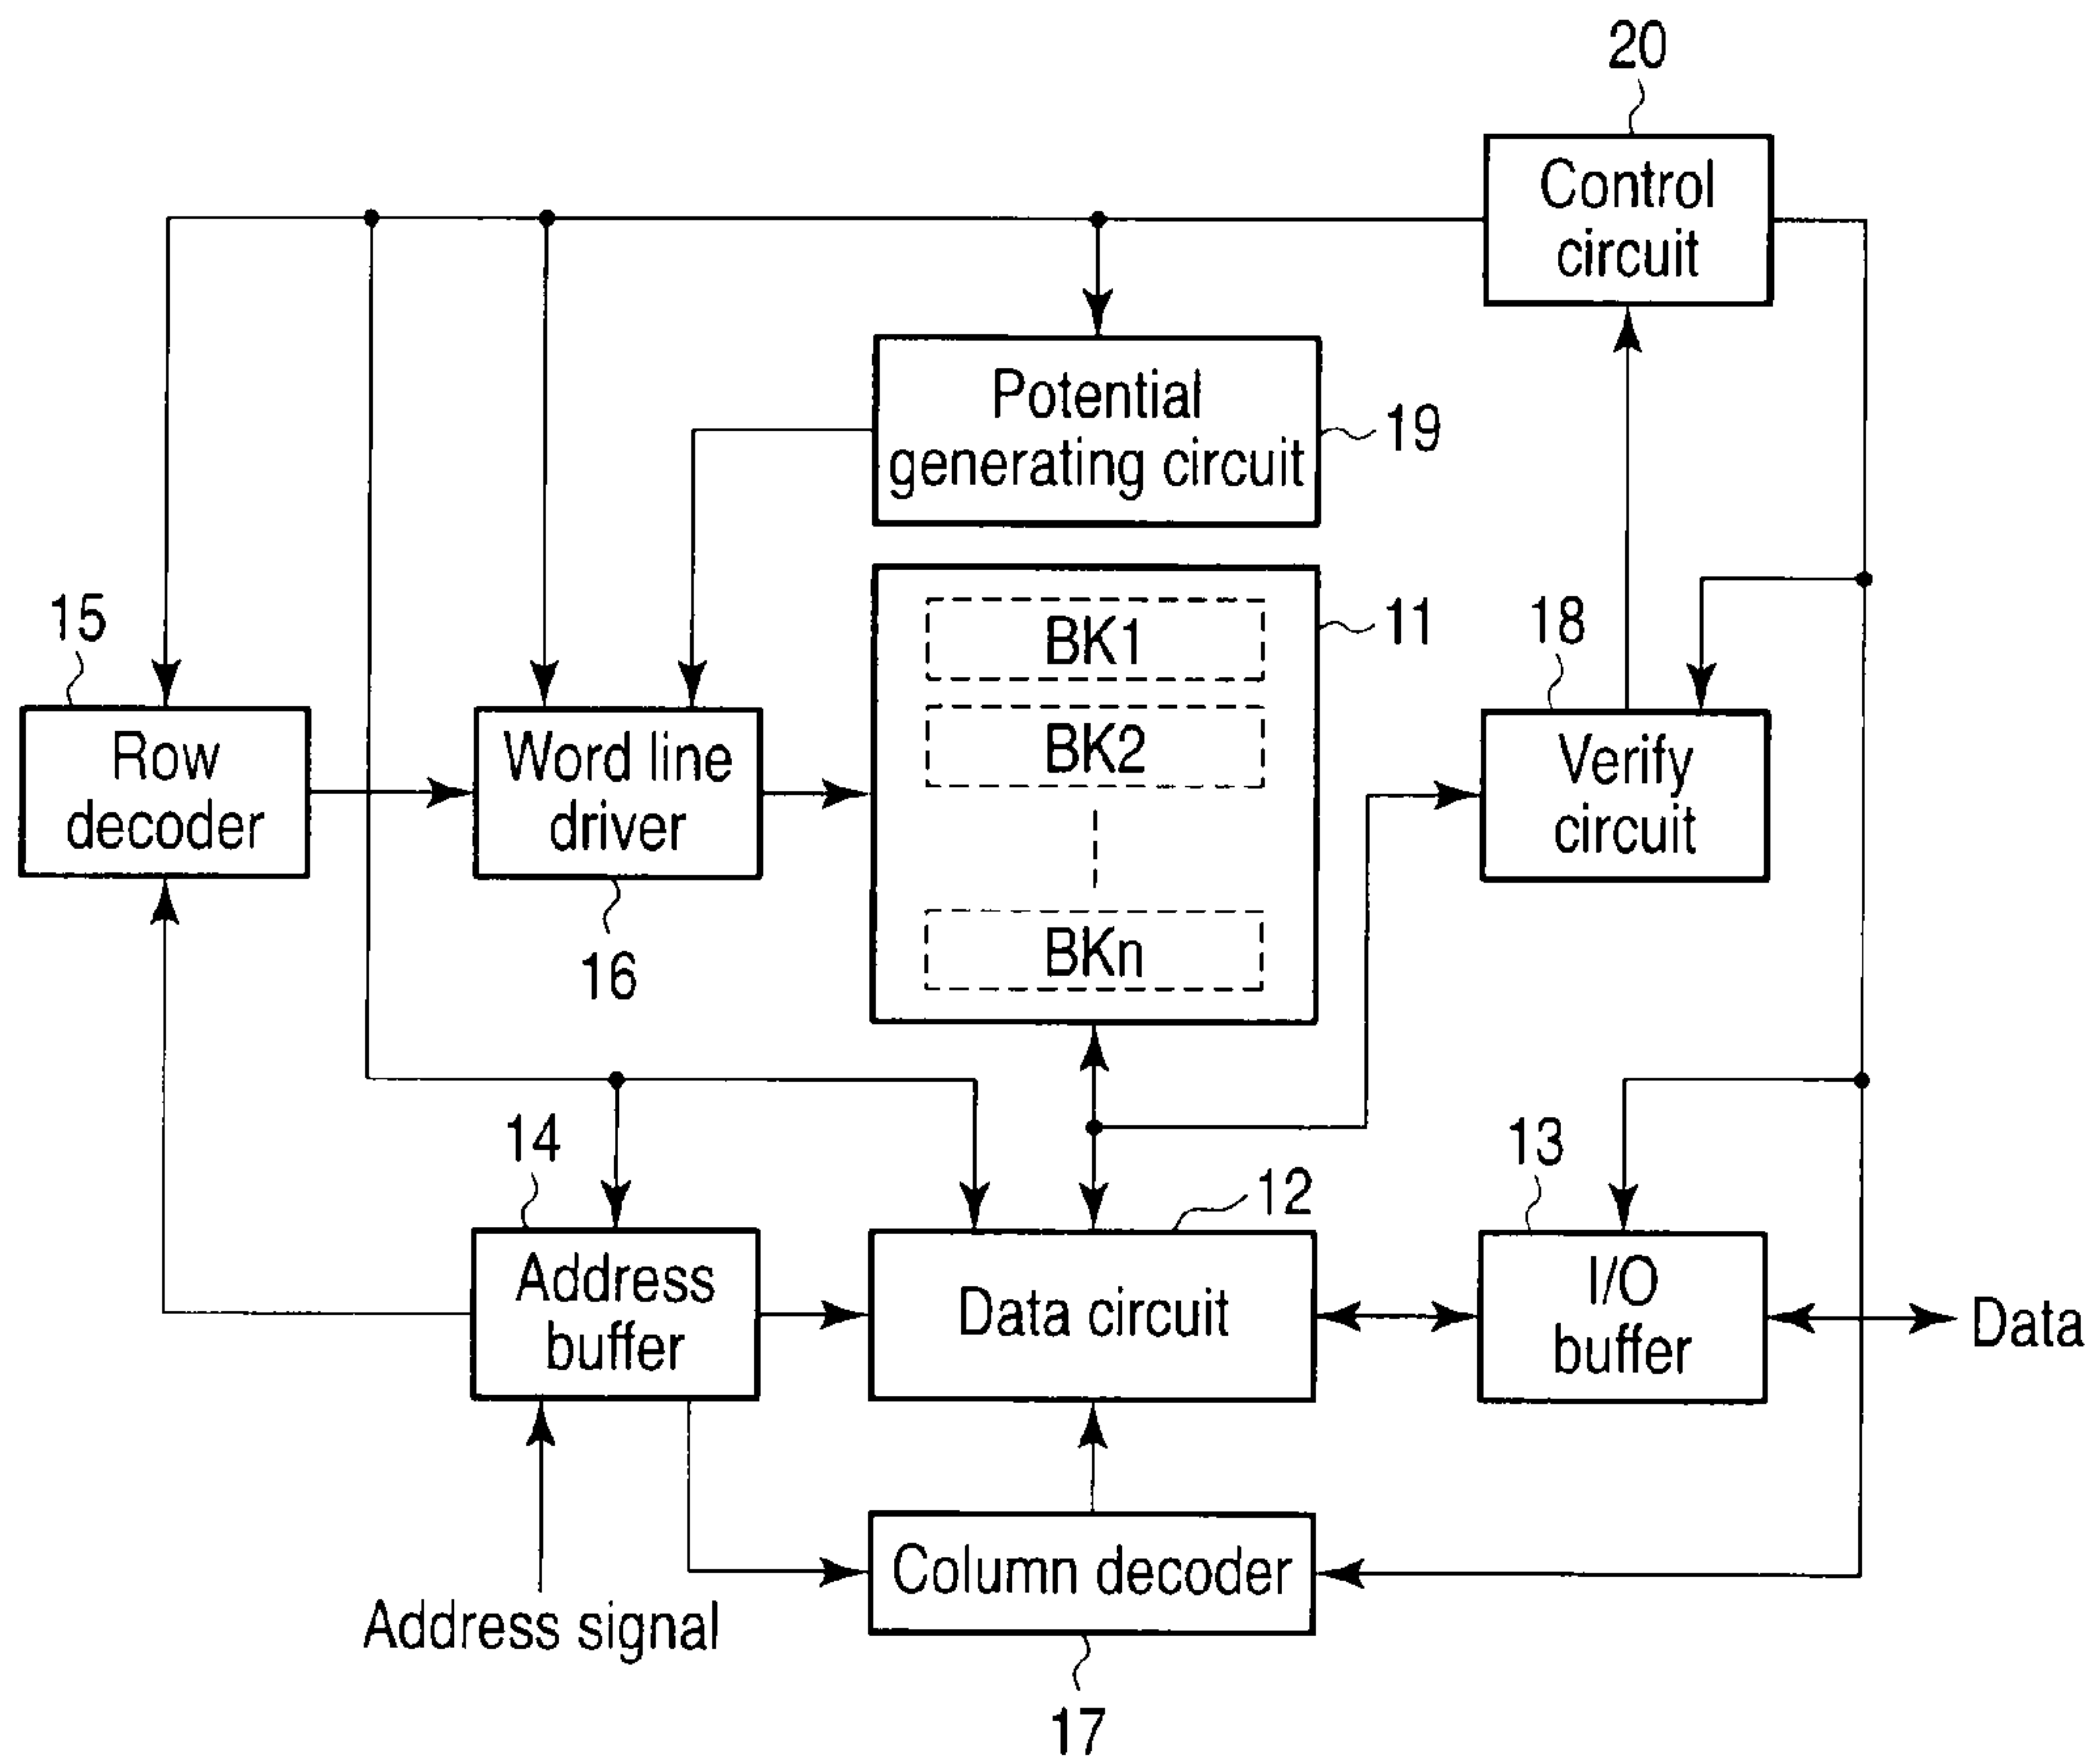 20
Control
circuit
Potential
generating circuit
19
15
BK1
11
18
Row
decoder
Word line
driver
BK2
Verify
circuit
16
BKn
14
13
12
Address
buffer
Data circuit
I/O
buffer
Data
Column decoder
Address signal
17